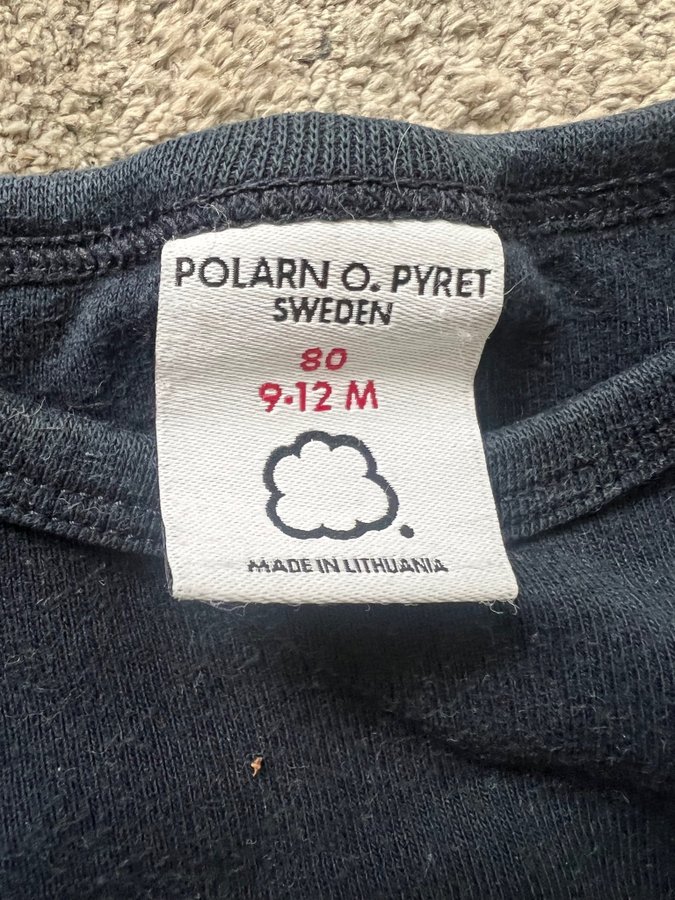 POLARN O. PYRET
SWEDEN
80
9-12 M
MADE IN LITHUANIA